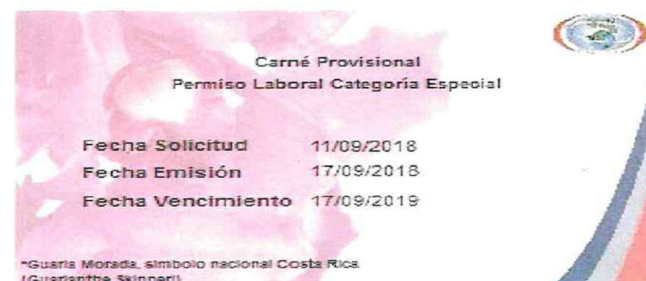 Carné Provisional
Permiso Laboral Categoría Especial
Fecha Solicitud 11/09/2018
Fecha Emisión 17/09/2018
Fecha Vencimiento 17/09/2019
*Guaria Morada, simbolo nacional Costa Rica
(Guarianthe Skinneri)